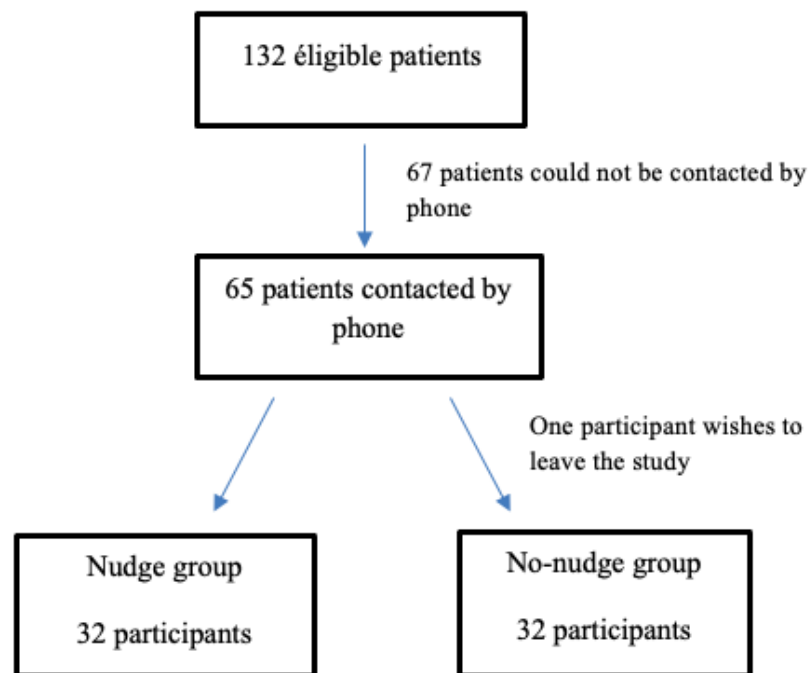 132 éligible patients
67 patients could not be contacted by
phone
65 patients contacted by
phone
One participant wishes to
leave the study
Nudge group
32 participants
No-nudge group
32 participants